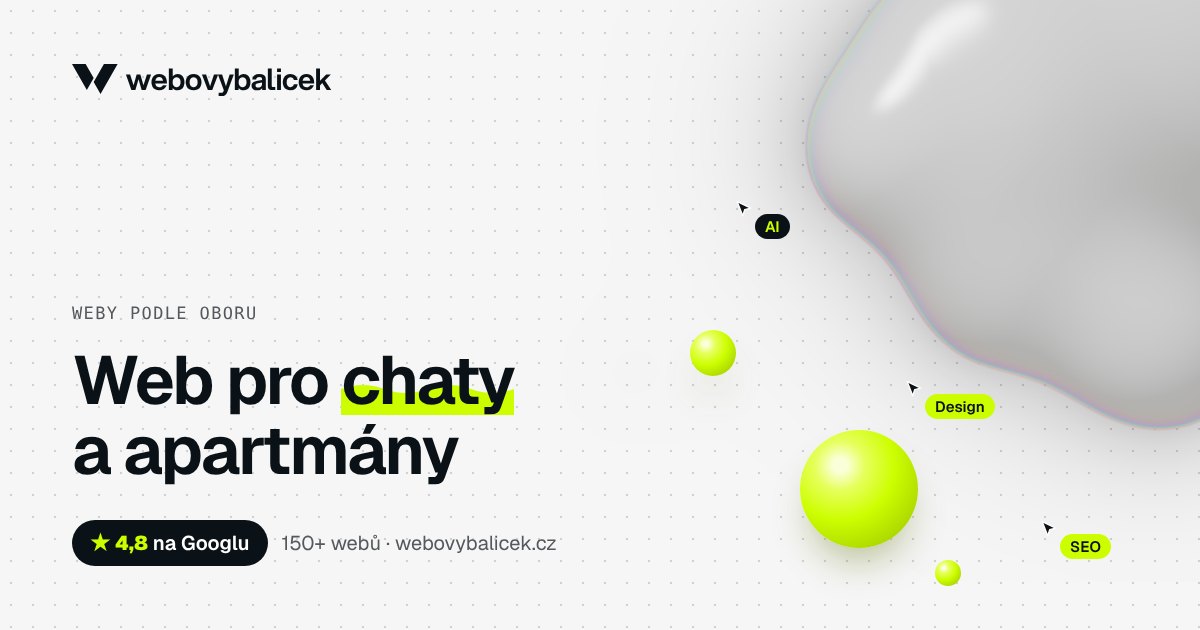 webovybalicek
AI
WEBY PODLE OBORU
Web pro chaty
a apartmány
Design
★ 4,8 na Googlu 150+ webů · webovybalicek.cz
SEO